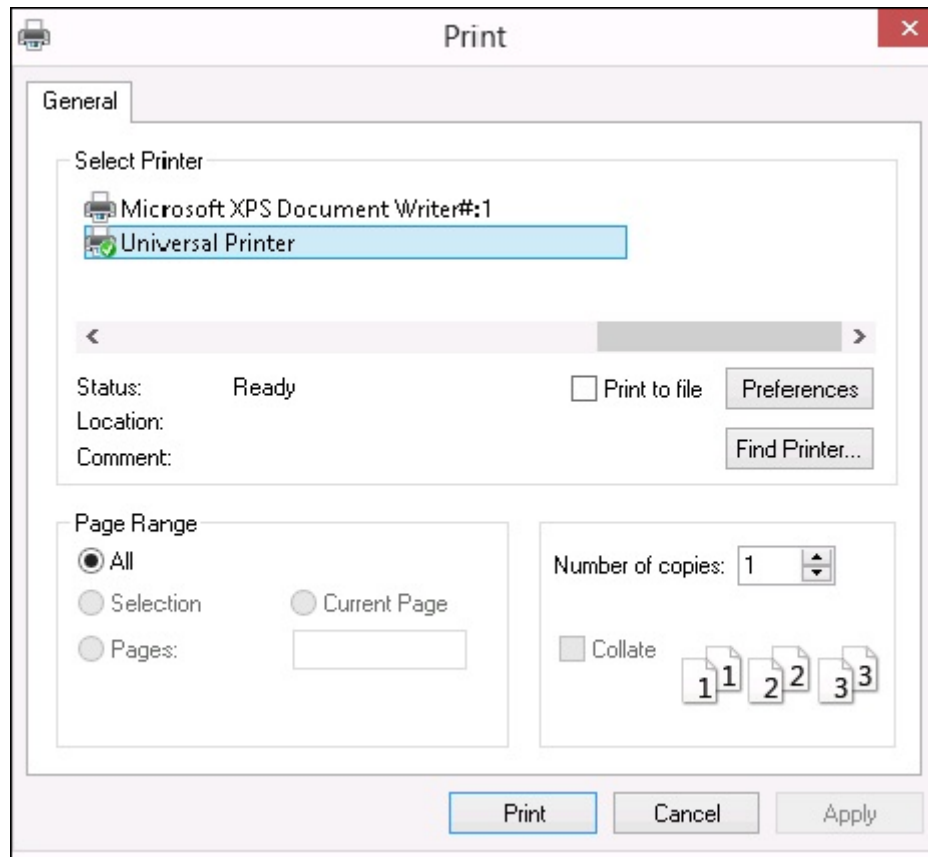 Print
General
Select Printer
Microsoft XPS Document Writer#:1
Universal Printer
Status: Ready
Print to file
Preferences
Location:
Comment:
Find Printer...
Page Range
All
Selection
Current Page
Pages:
Number of copies: 1
Collate
1 1 2 2 3 3
Print Cancel Apply